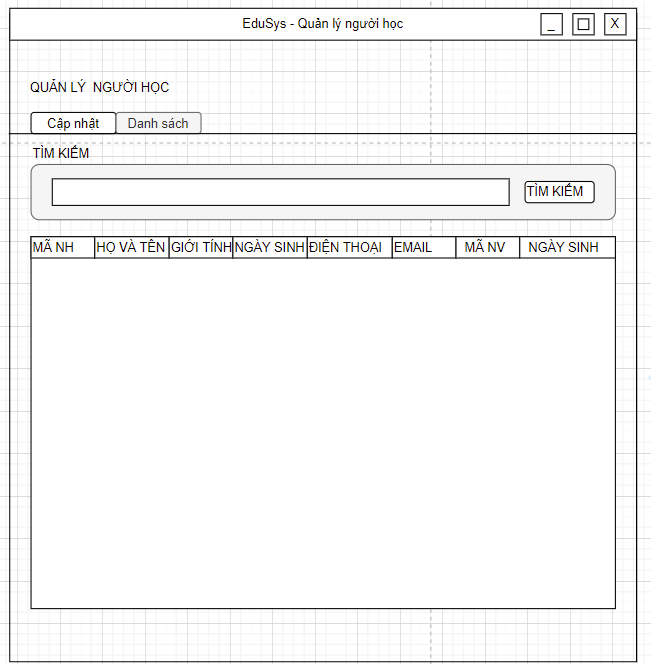 EduSys - Quản lý người học
_
X
QUẢN LÝ NGƯỜI HỌC
Cập nhật
Danh sách
TÌM KIẾM
TÌM KIẾM
MÃ NH HỌ VÀ TÊN GIỚI TÍNH NGÀY SINH ĐIỆN THOẠI EMAIL MÃ NV NGÀY SINH